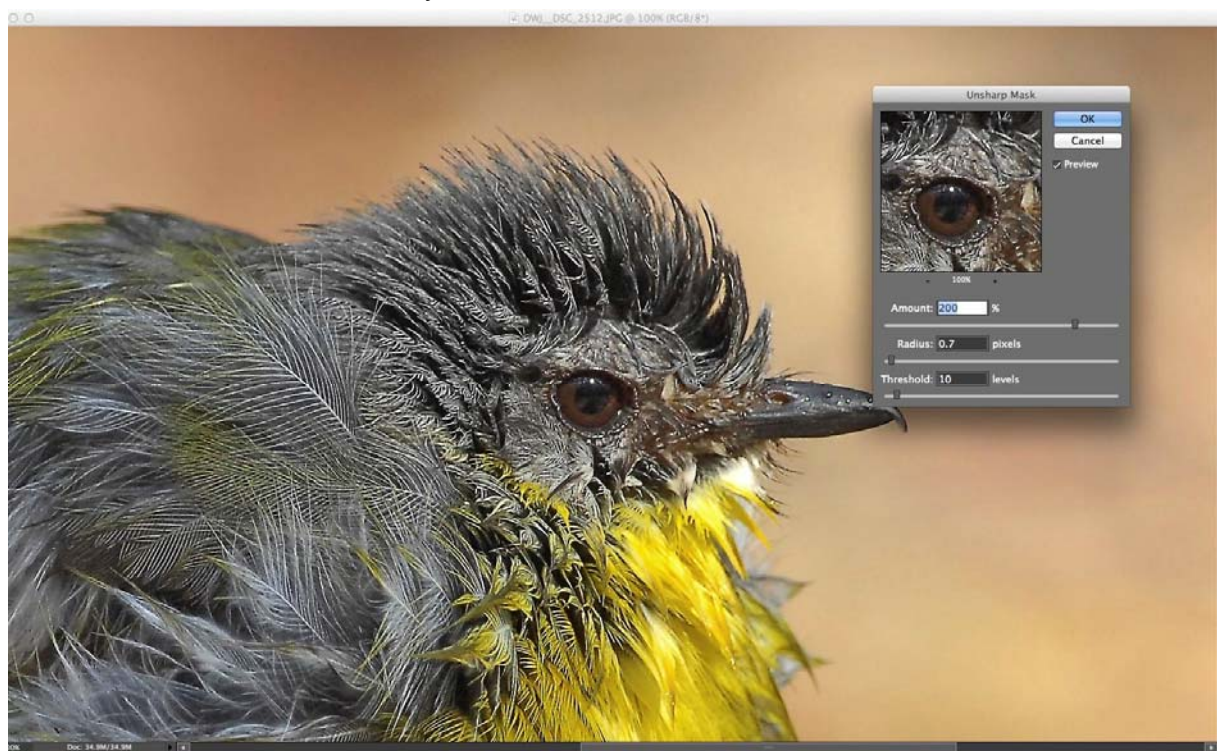 DWJ__DSC_2512.JPG @ 100% (RGB/8*)
Unsharp Mask
OK
Cancel
Preview
100%
Amount: 200 %
Radius: 0.7 pixels
Threshold: 10 levels
Doc: 34.9M/34.9M